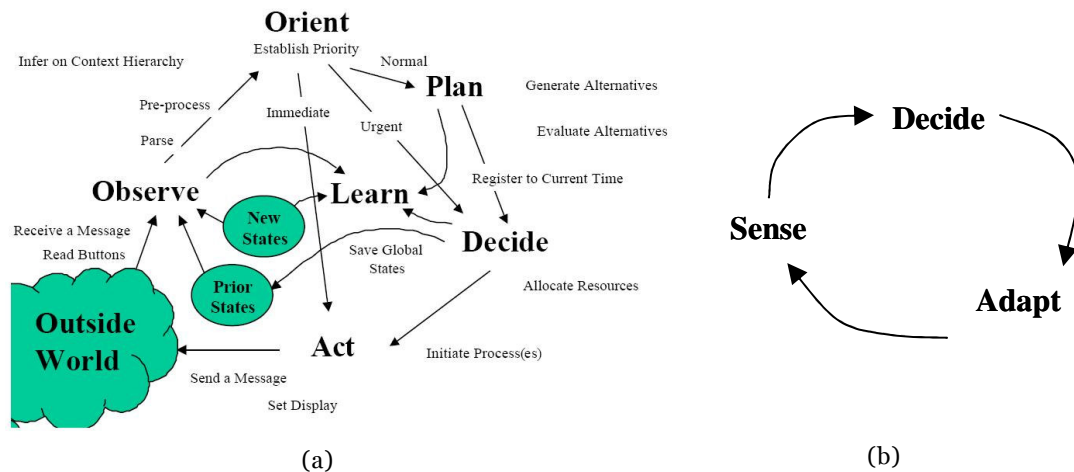 Orient
Establish Priority
Infer on Context Hierarchy
Normal
Plan
Generate Alternatives
Pre-process
Immediate
Urgent
Evaluate Alternatives
Parse
Observe
Learn
Register to Current Time
New
States
Receive a Message
Read Buttons
Save Global
States
Decide
Prior
States
Allocate Resources
Outside
World
Act
Initiate Process(es)
Send a Message
Set Display
(a)
Decide
Sense
Adapt
(b)